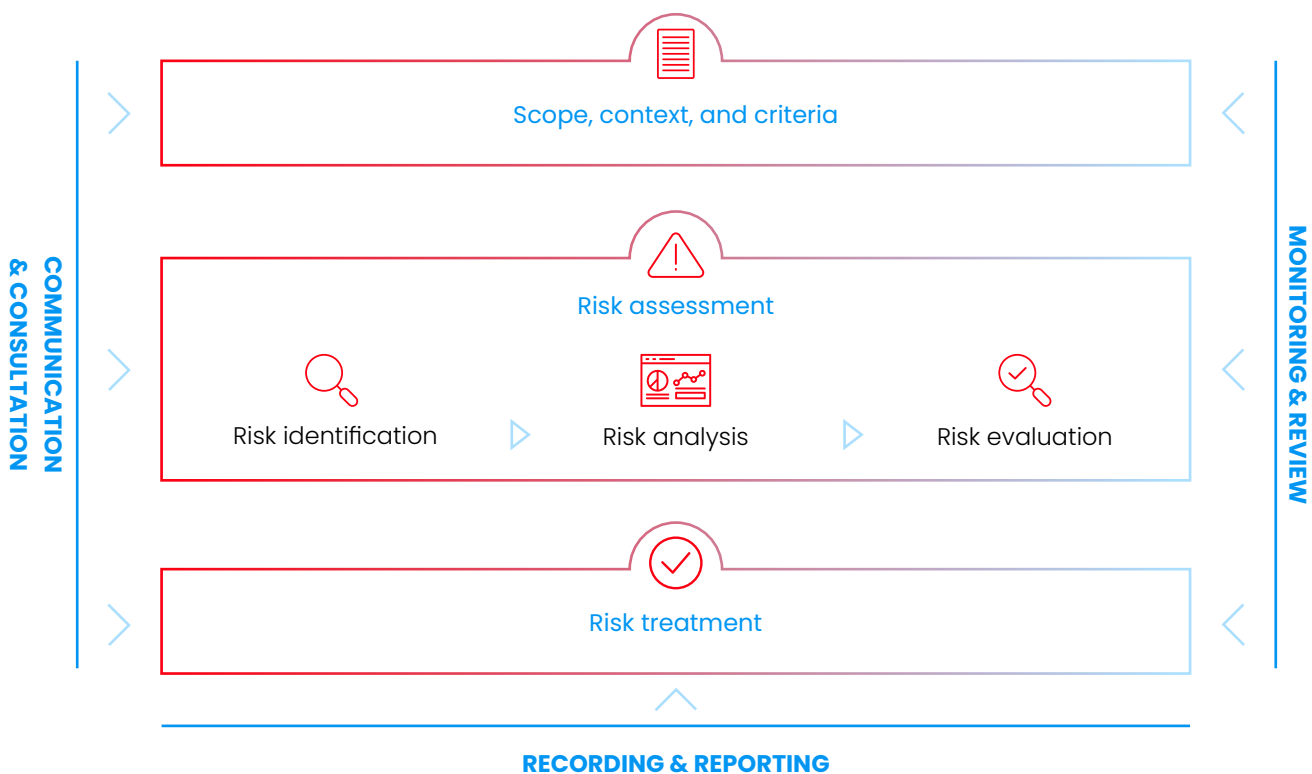 Scope, context, and criteria
COMMUNICATION
& CONSULTATION
Risk assessment
Risk identification
Risk analysis
Risk evaluation
MONITORING & REVIEW
Risk treatment
RECORDING & REPORTING